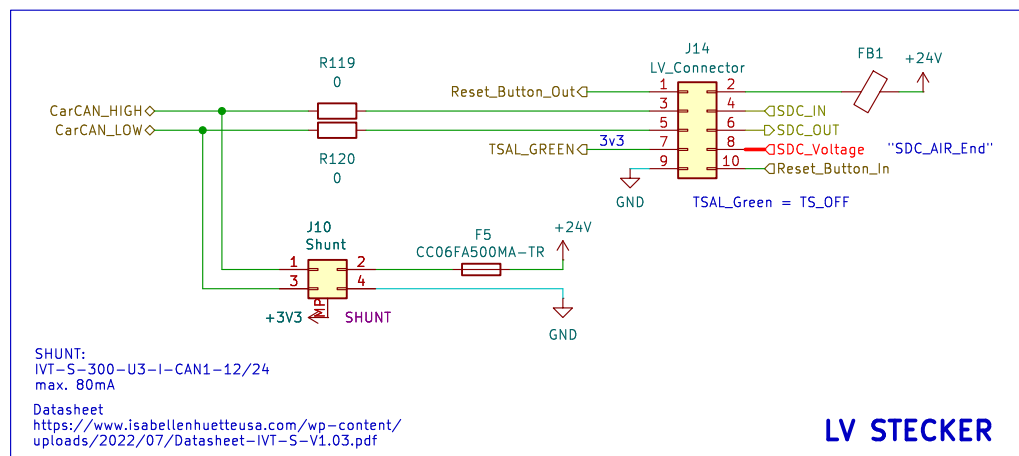 J14
LV_Connector
FB1
+24V
R119
0
Reset_Button_Out
1
2
CarCAN_HIGH
3
4
SDC_IN
CarCAN_LOW
5
6
SDC_OUT
R120
0
TSAL_GREEN
3v3
7
8
SDC_Voltage
"SDC_AIR_End"
9
10
Reset_Button_In
GND
TSAL_Green = TS_OFF
J10
Shunt
F5
CC06FA500MA-TR
+24V
1
2
3
4
MP
+3V3
SHUNT
GND
SHUNT:
IVT-S-300-U3-I-CAN1-12/24
max. 80mA
Datasheet
https://www.isabellenhuetteusa.com/wp-content/
uploads/2022/07/Datasheet-IVT-S-V1.03.pdf
LV STECKER